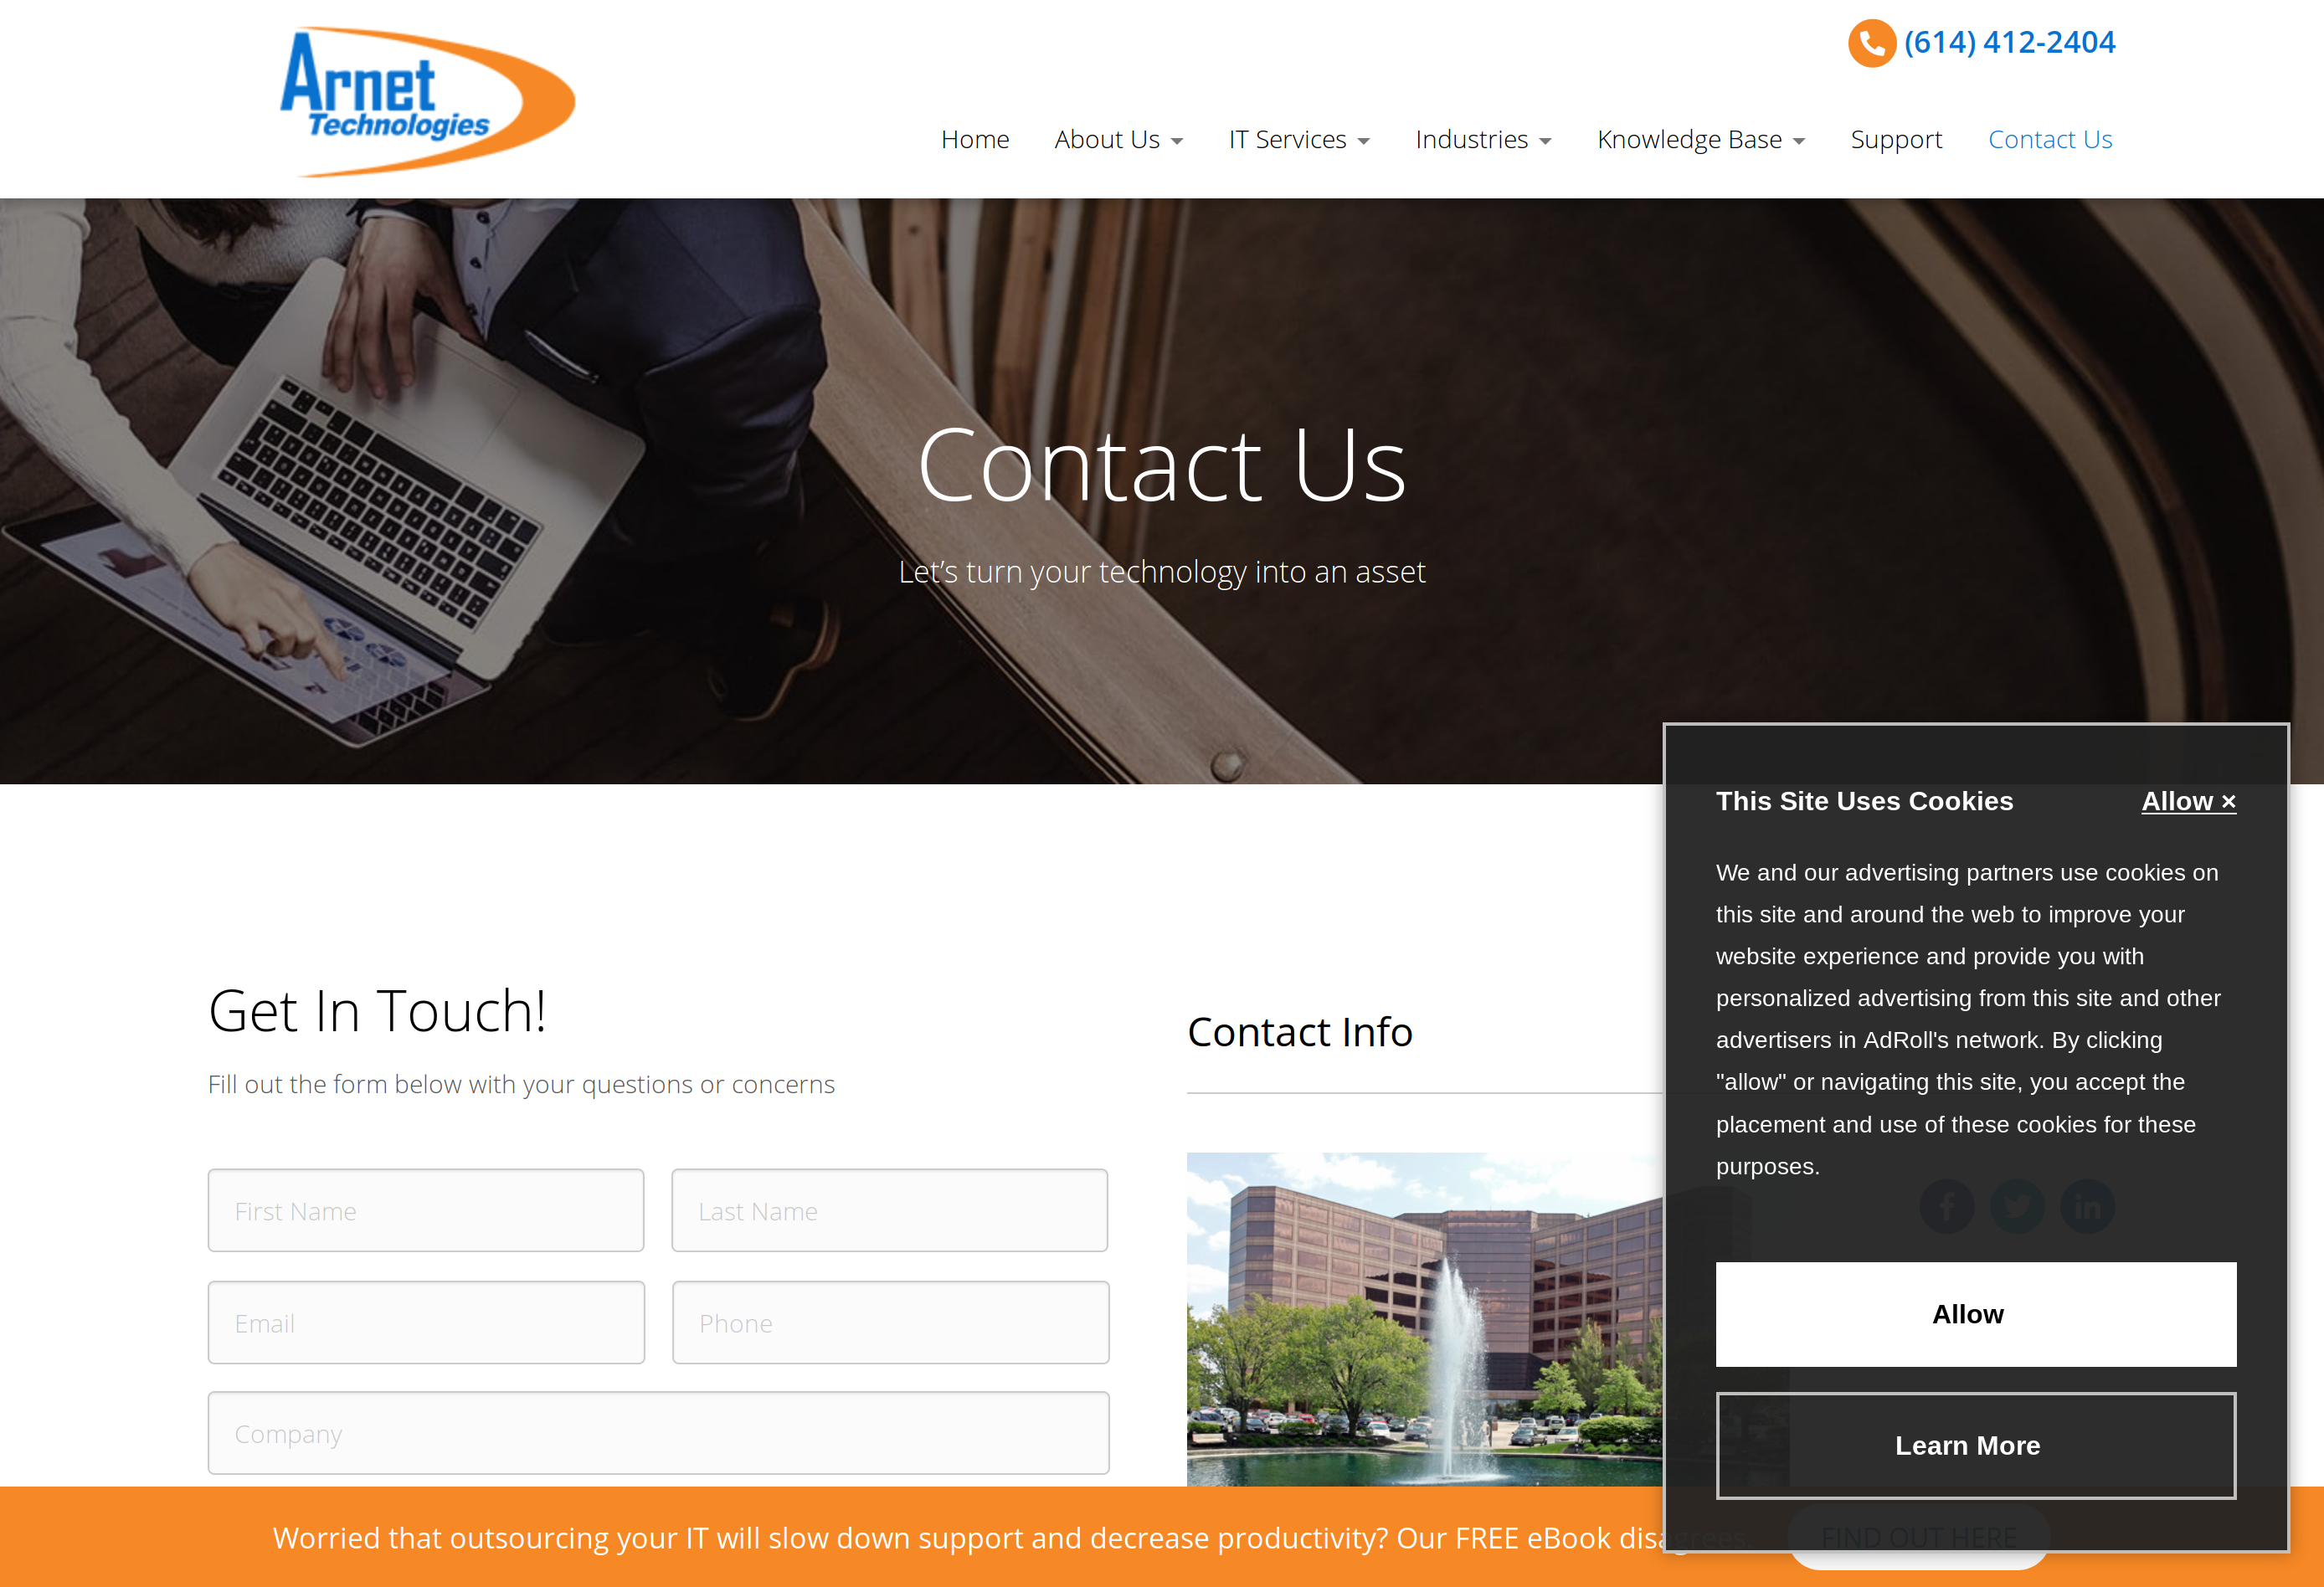 Arnet
Technologies
(614) 412-2404
Home
About Us
IT Services
Industries
Knowledge Base
Support
Contact Us
Contact Us
Let's turn your technology into an asset
Get In Touch!
Fill out the form below with your questions or concerns
First Name
Last Name
Email
Phone
Company
Contact Info
This Site Uses Cookies
Allow ×
We and our advertising partners use cookies on
this site and around the web to improve your
website experience and provide you with
personalized advertising from this site and other
advertisers in AdRoll's network. By clicking
"allow" or navigating this site, you accept the
placement and use of these cookies for these
purposes.
Allow
Learn More
Worried that outsourcing your IT will slow down support and decrease productivity? Our FREE eBook disagrees.
FIND OUT HERE